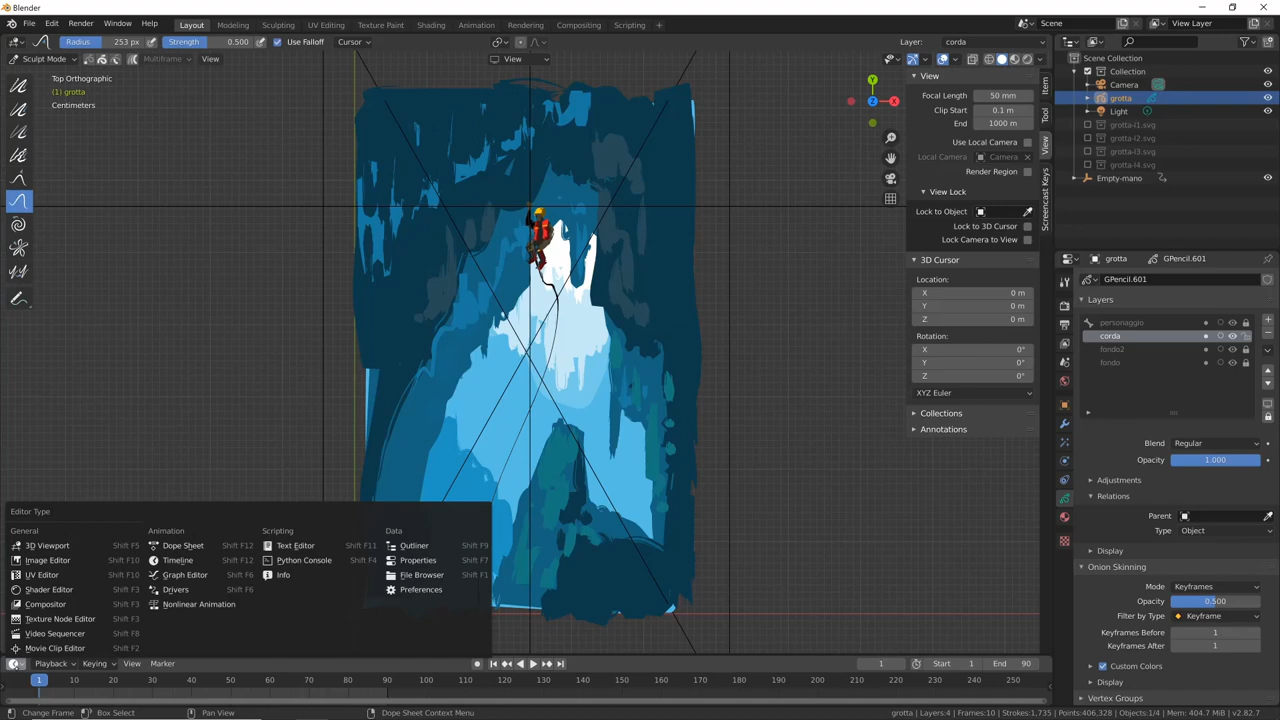 Blender
File Edit Render Window Help Layout Modeling Sculpting UV Editing Texture Paint Shading Animation Rendering Compositing Scripting + Scene View Layer
Radius 253 px Strength 0.500 Use Falloff Cursor Layer: corda
Sculpt Mode Multiframe View View
Top Orthographic
(1) grotta
Centimeters
Y
Z X
View
Focal Length 50 mm
Clip Start 0.1 m
End 1000 m
Use Local Camera
Local Camera Camera
Render Region
View Lock
Lock to Object
Lock to 3D Cursor
Lock Camera to View
3D Cursor
Location:
X 0 m
Y 0 m
Z 0 m
Rotation:
X 0°
Y 0°
Z 0°
XYZ Euler
Collections
Annotations
Item
Tool
View
Screencast Keys
Scene Collection
Collection
Camera
grotta
Light
grotta-l1.svg
grotta-l2.svg
grotta-l3.svg
grotta-l4.svg
Empty-mano
grotta GPencil.601
GPencil.601
Layers
personaggio
corda
fondo2
fondo
Blend Regular
Opacity 1.000
Adjustments
Relations
Parent
Type Object
Display
Onion Skinning
Mode Keyframes
Opacity 0.500
Filter by Type Keyframe
Keyframes Before 1
Keyframes After 1
Custom Colors
Display
Vertex Groups
Editor Type
General Animation Scripting Data
3D Viewport Shift F5 Dope Sheet Shift F12 Text Editor Shift F11 Outliner Shift F9
Image Editor Shift F10 Timeline Shift F12 Python Console Shift F4 Properties Shift F7
UV Editor Shift F10 Graph Editor Shift F6 Info File Browser Shift F1
Shader Editor Shift F3 Drivers Shift F6 Preferences
Compositor Shift F3 Nonlinear Animation
Texture Node Editor Shift F3
Video Sequencer Shift F8
Movie Clip Editor Shift F2
Playback Keying View Marker 1 Start 1 End 90
1 10 20 30 40 50 60 70 80 90 100 110 120 130 140 150 160 170 180 190 200 210 220 230 240 250
Change Frame Box Select Pan View Dope Sheet Context Menu grotta | Layers:4 | Frames:10 | Strokes:1,735 | Points:406,328 | Objects:1/4 | Mem: 404.7 MiB | v2.82.7